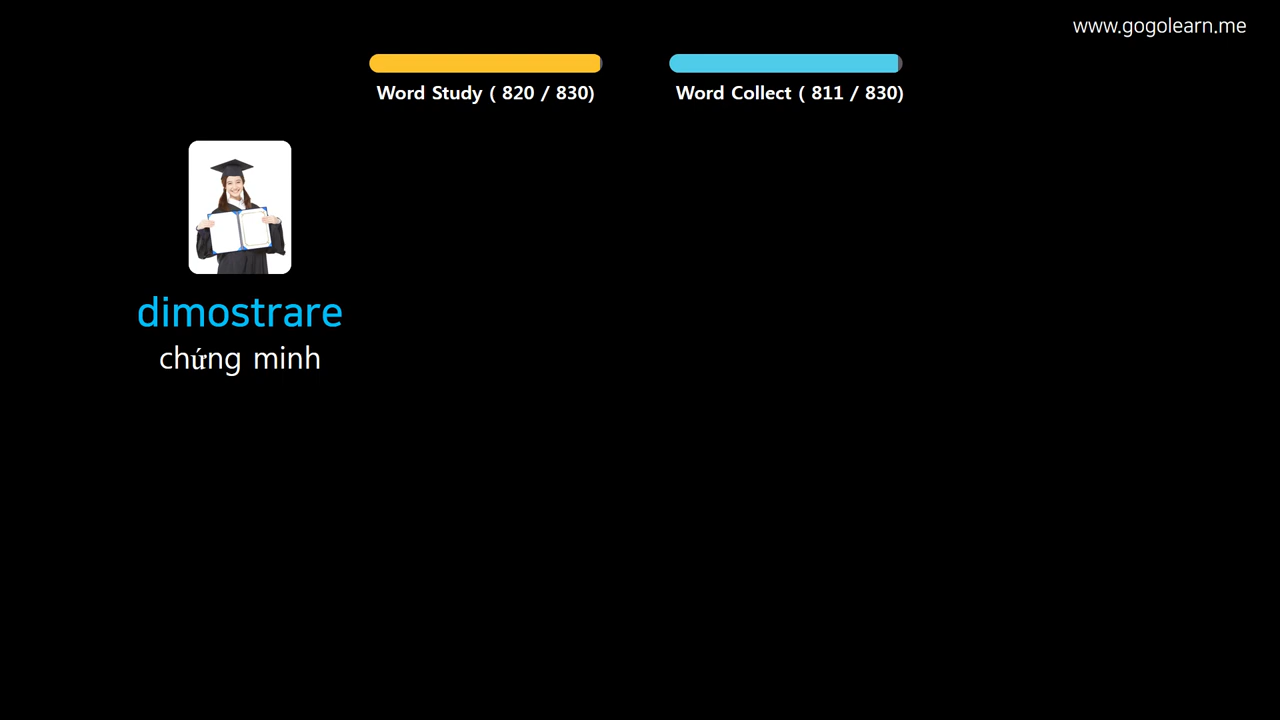 www.gogolearn.me
Word Study ( 820 / 830)
Word Collect ( 811 / 830)
dimostrare
chứng minh